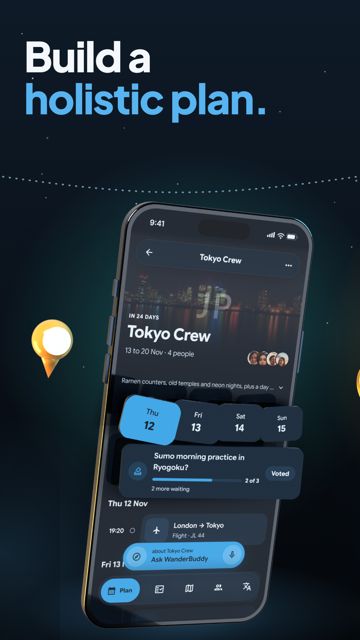 Build a
holistic plan.
9:41
Tokyo Crew
JP
IN 24 DAYS
Tokyo Crew
13 to 20 Nov · 4 people
Ramen counters, old temples and neon nights, plus a day ...
Thu
12
Fri
13
Sat
14
Sun
15
Sumo morning practice in
Ryogoku?
Voted
2 of 3
2 more waiting
Thu 12 Nov
19:20
London → Tokyo
Flight · JL 44
about Tokyo Crew
Ask WanderBuddy
Fri 13
Plan